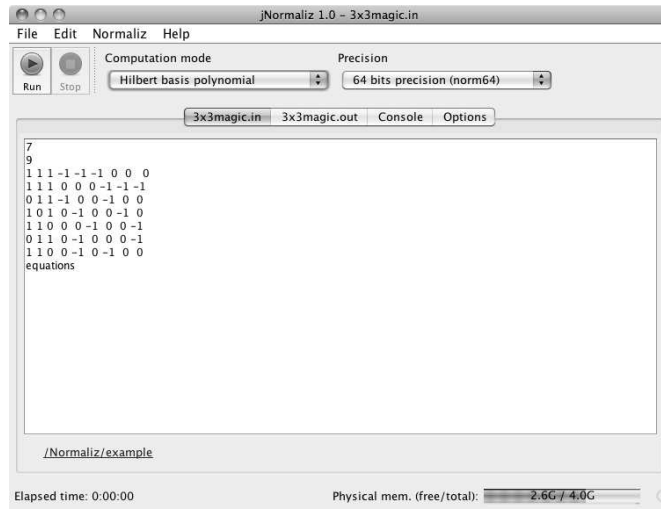 jNormaliz 1.0 – 3x3magic.in
File Edit Normaliz Help
Computation mode Precision
Hilbert basis polynomial 64 bits precision (norm64)
Run Stop
3x3magic.in 3x3magic.out Console Options
7
9
1 1 1 -1 -1 -1 0 0 0
1 1 1 0 0 0 -1 -1 -1
0 1 1 -1 0 0 -1 0 0
1 0 1 0 -1 0 0 -1 0
1 1 0 0 0 -1 0 0 -1
0 1 1 0 -1 0 0 0 -1
1 1 0 0 -1 0 -1 0 0
equations
/Normaliz/example
Elapsed time: 0:00:00 Physical mem. (free/total): 2.6G / 4.0G